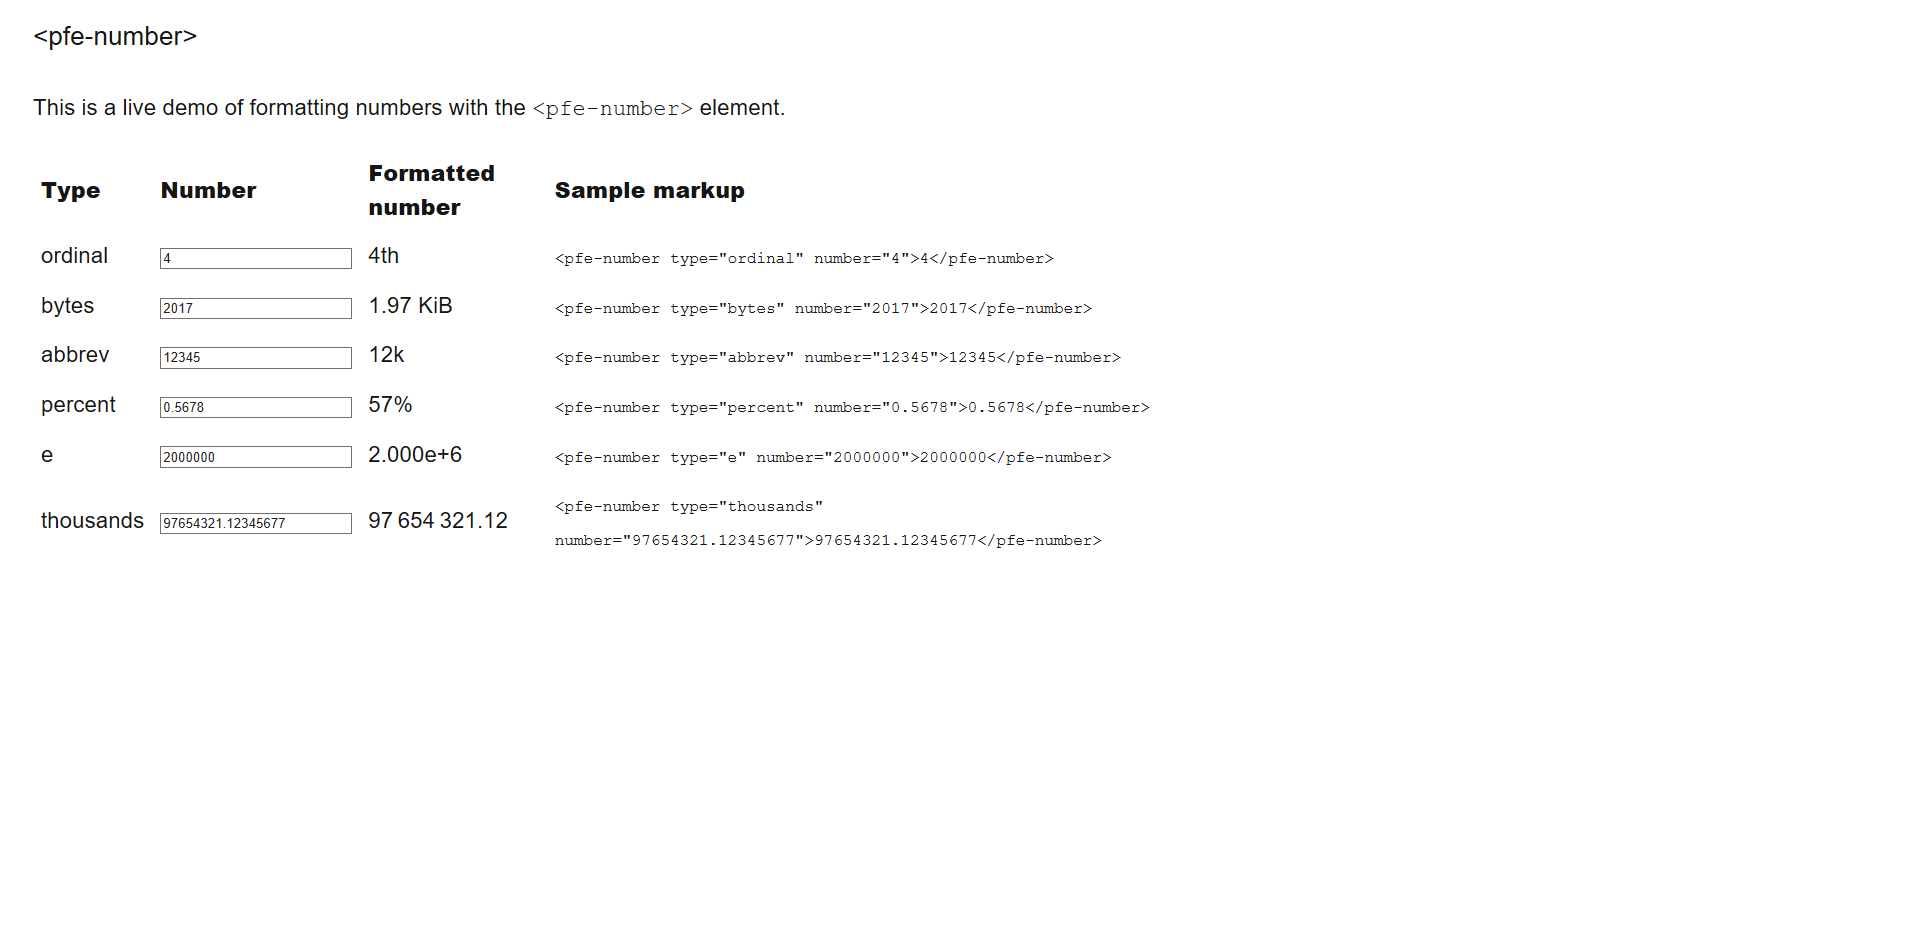 <pfe-number>
This is a live demo of formatting numbers with the <pfe-number> element.
Type Number Formatted number Sample markup
ordinal 4 4th <pfe-number type="ordinal" number="4">4</pfe-number>
bytes 2017 1.97 KiB <pfe-number type="bytes" number="2017">2017</pfe-number>
abbrev 12345 12k <pfe-number type="abbrev" number="12345">12345</pfe-number>
percent 0.5678 57% <pfe-number type="percent" number="0.5678">0.5678</pfe-number>
e 2000000 2.000e+6 <pfe-number type="e" number="2000000">2000000</pfe-number>
thousands 97654321.12345677 97 654 321.12 <pfe-number type="thousands"
number="97654321.12345677">97654321.12345677</pfe-number>